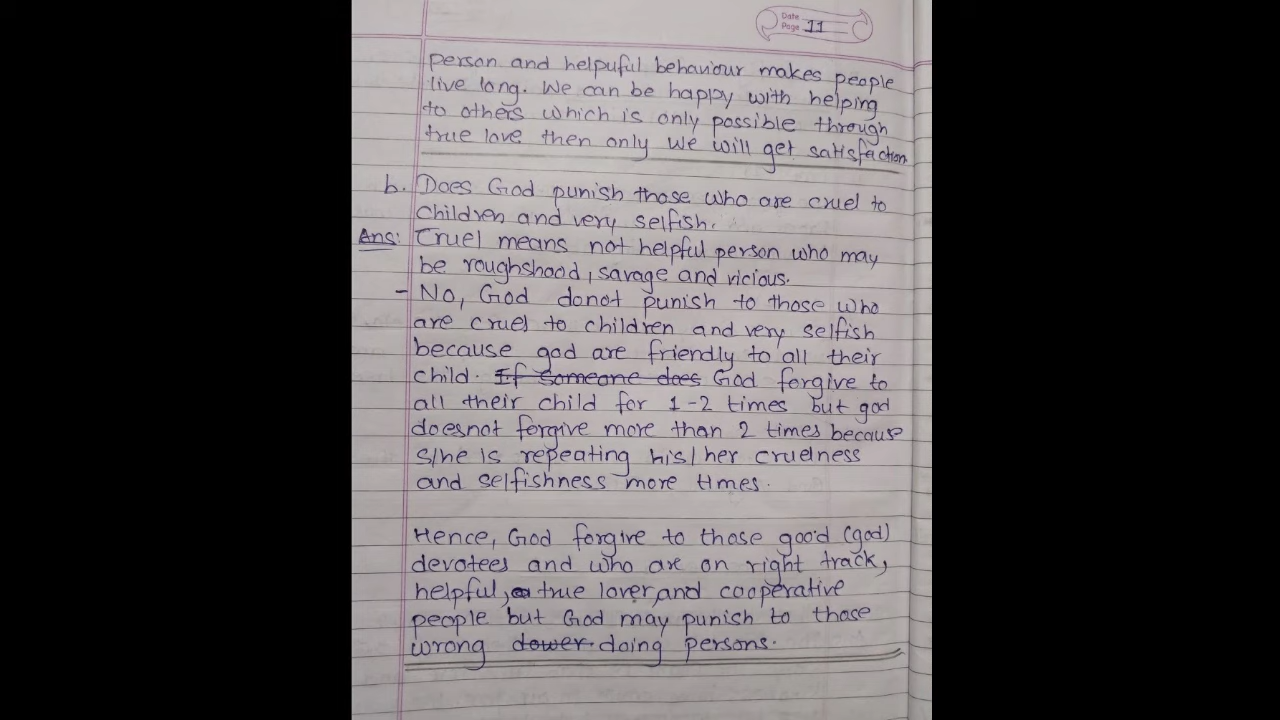 Date
Page 11
person and helpuful behaviour makes people
live long. We can be happy with helping
to others which is only possible through
true love then only we will get satisfaction
b. Does God punish those who are cruel to
children and very selfish.
Ans: Cruel means not helpful person who may
be roughshood, savage and vicious.
- No, God donot punish to those who
are cruel to children and very selfish
because god are friendly to all their
child. If someone does God forgive to
all their child for 1-2 times but god
doesnot forgive more than 2 times because
s/he is repeating his/her cruelness
and selfishness more times.
Hence, God forgive to those good (god)
devotees and who are on right track,
helpful, a true lover, and cooperative
people but God may punish to those
wrong dower doing persons.